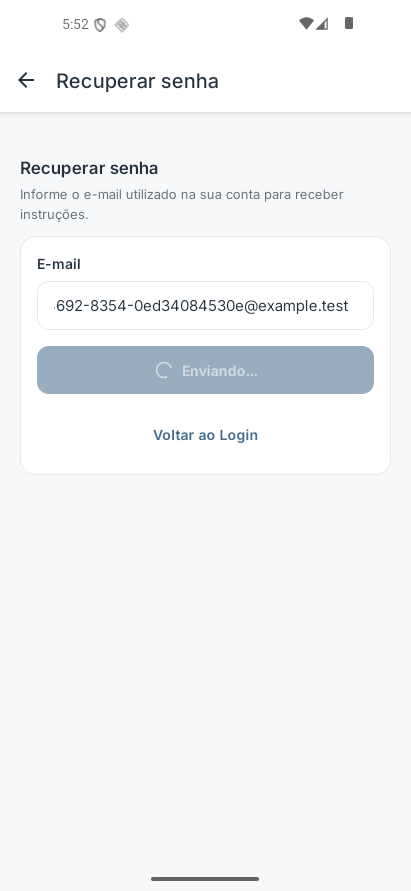 5:52
Recuperar senha
Recuperar senha
Informe o e-mail utilizado na sua conta para receber
instruções.
E-mail
692-8354-0ed34084530e@example.test
Enviando...
Voltar ao Login